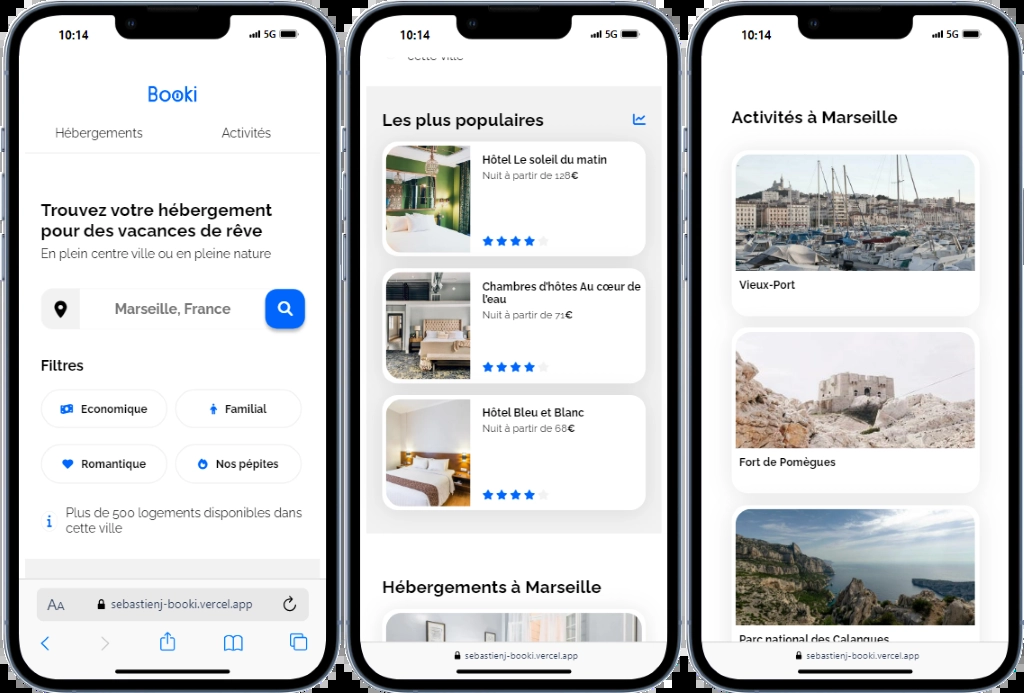 10:14
5G
Booki
Hébergements
Activités
Trouvez votre hébergement
pour des vacances de rêve
En plein centre ville ou en pleine nature
Marseille, France
Filtres
Economique
Familial
Romantique
Nos pépites
Plus de 500 logements disponibles dans
cette ville
AA
sebastienj-booki.vercel.app
10:14
5G
cette ville
Les plus populaires
Hôtel Le soleil du matin
Nuit à partir de 128€
Chambres d'hôtes Au cœur de
l'eau
Nuit à partir de 71€
Hôtel Bleu et Blanc
Nuit à partir de 68€
Hébergements à Marseille
sebastienj-booki.vercel.app
10:14
5G
Activités à Marseille
Vieux-Port
Fort de Pomègues
Parc national des Calanques
sebastienj-booki.vercel.app